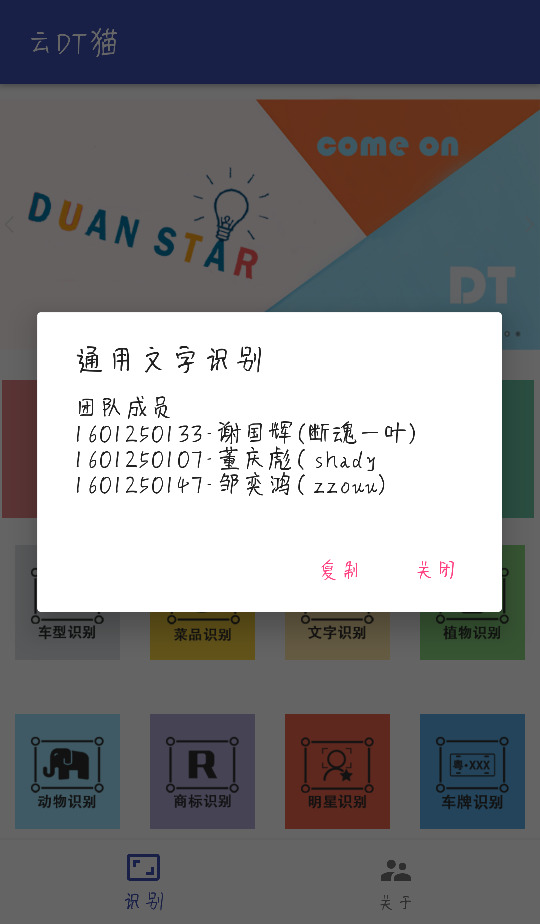 云DT猫
come on
DUAN STAR
DT
通用文字识别
团队成员
1601250133-谢国辉(断魂一叶)
1601250107-董庆彪( shady
1601250147-邹奕鸿( zzouu)
复制 关闭
车型识别 菜品识别 文字识别 植物识别
R 粤·XXX
动物识别 商标识别 明星识别 车牌识别
识别 关于